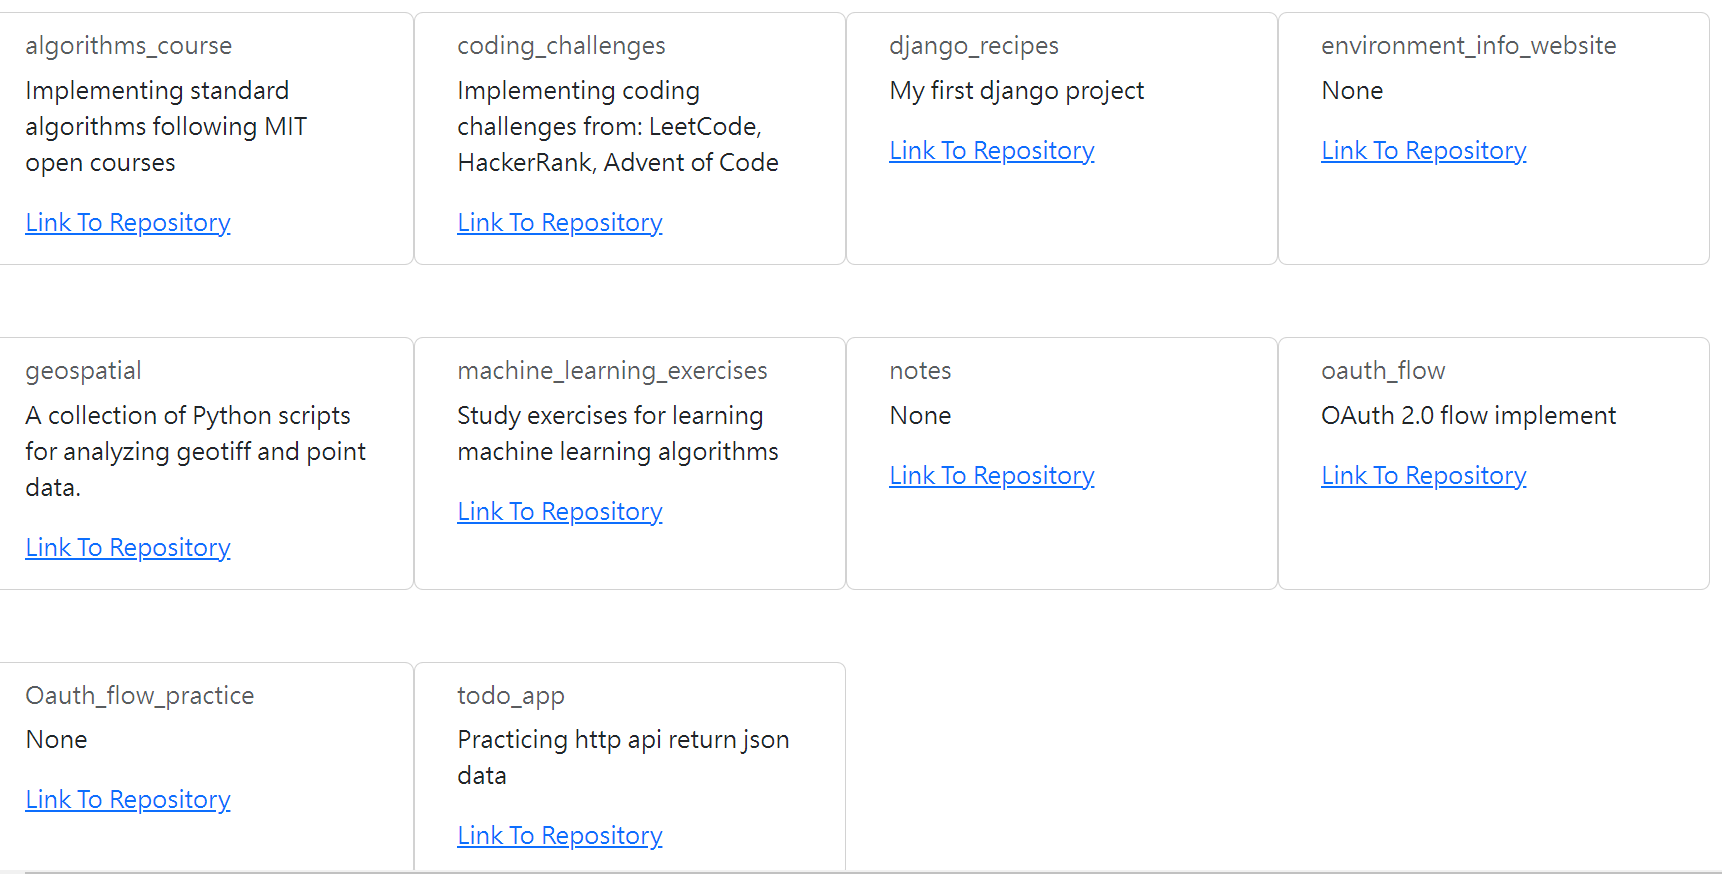 algorithms_course
Implementing standard
algorithms following MIT
open courses
Link To Repository
coding_challenges
Implementing coding
challenges from: LeetCode,
HackerRank, Advent of Code
Link To Repository
django_recipes
My first django project
Link To Repository
environment_info_website
None
Link To Repository
geospatial
A collection of Python scripts
for analyzing geotiff and point
data.
Link To Repository
machine_learning_exercises
Study exercises for learning
machine learning algorithms
Link To Repository
notes
None
Link To Repository
oauth_flow
OAuth 2.0 flow implement
Link To Repository
Oauth_flow_practice
None
Link To Repository
todo_app
Practicing http api return json
data
Link To Repository